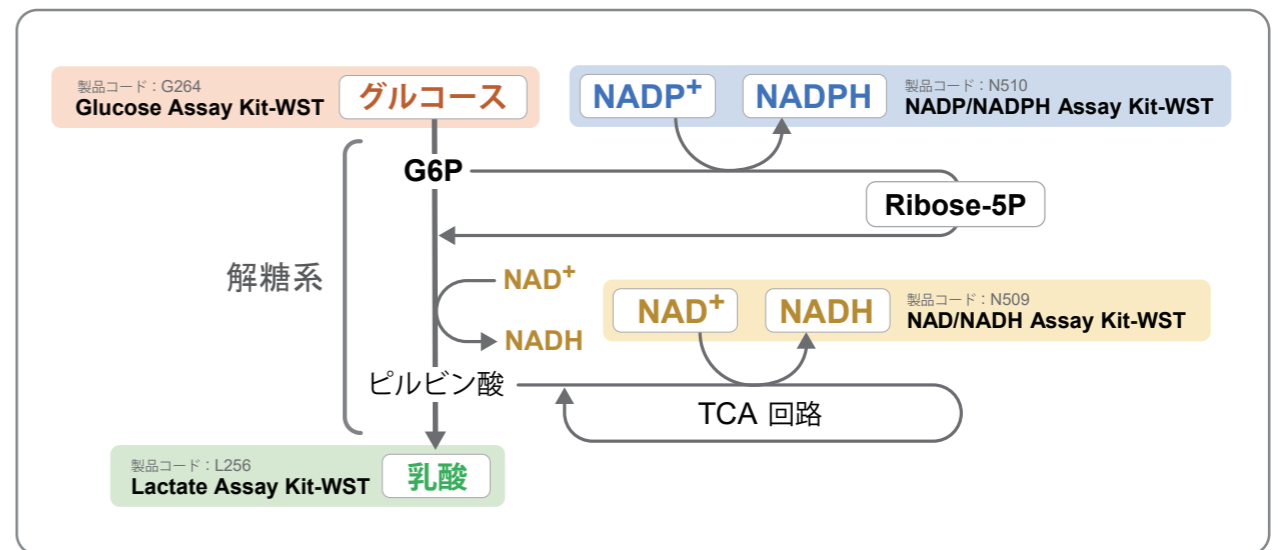 製品コード：G264
Glucose Assay Kit-WST
グルコース
NADP⁺
NADPH
製品コード：N510
NADP/NADPH Assay Kit-WST
G6P
Ribose-5P
解糖系
NAD⁺
NADH
NAD⁺
NADH
製品コード：N509
NAD/NADH Assay Kit-WST
ピルビン酸
TCA 回路
製品コード：L256
Lactate Assay Kit-WST
乳酸